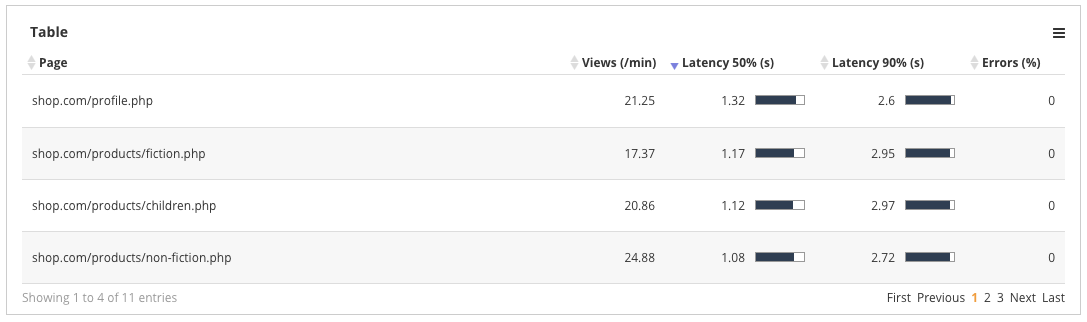 Table
Page Views (/min) Latency 50% (s) Latency 90% (s) Errors (%)
shop.com/profile.php 21.25 1.32 2.6 0
shop.com/products/fiction.php 17.37 1.17 2.95 0
shop.com/products/children.php 20.86 1.12 2.97 0
shop.com/products/non-fiction.php 24.88 1.08 2.72 0
Showing 1 to 4 of 11 entries First Previous 1 2 3 Next Last